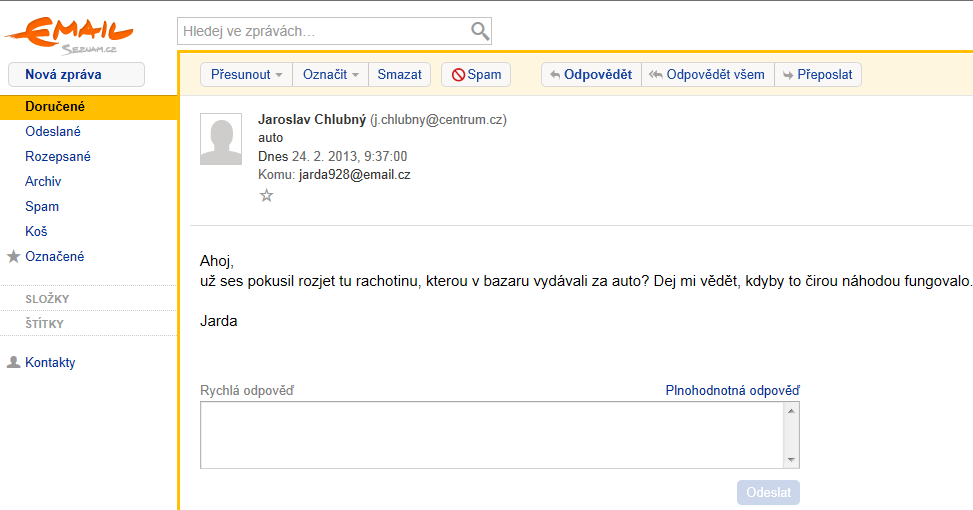 EMAIL
SEZNAM.CZ
Hledej ve zprávách...
Nová zpráva
Přesunout Označit Smazat Spam Odpovědět Odpovědět všem Přeposlat
Doručené
Odeslané
Rozepsané
Archiv
Spam
Koš
Označené
SLOŽKY
ŠTÍTKY
Kontakty
Jaroslav Chlubný (j.chlubny@centrum.cz)
auto
Dnes 24. 2. 2013, 9:37:00
Komu: jarda928@email.cz
Ahoj,
už ses pokusil rozjet tu rachotinu, kterou v bazaru vydávali za auto? Dej mi vědět, kdyby to čirou náhodou fungovalo.
Jarda
Rychlá odpověď Plnohodnotná odpověď
Odeslat